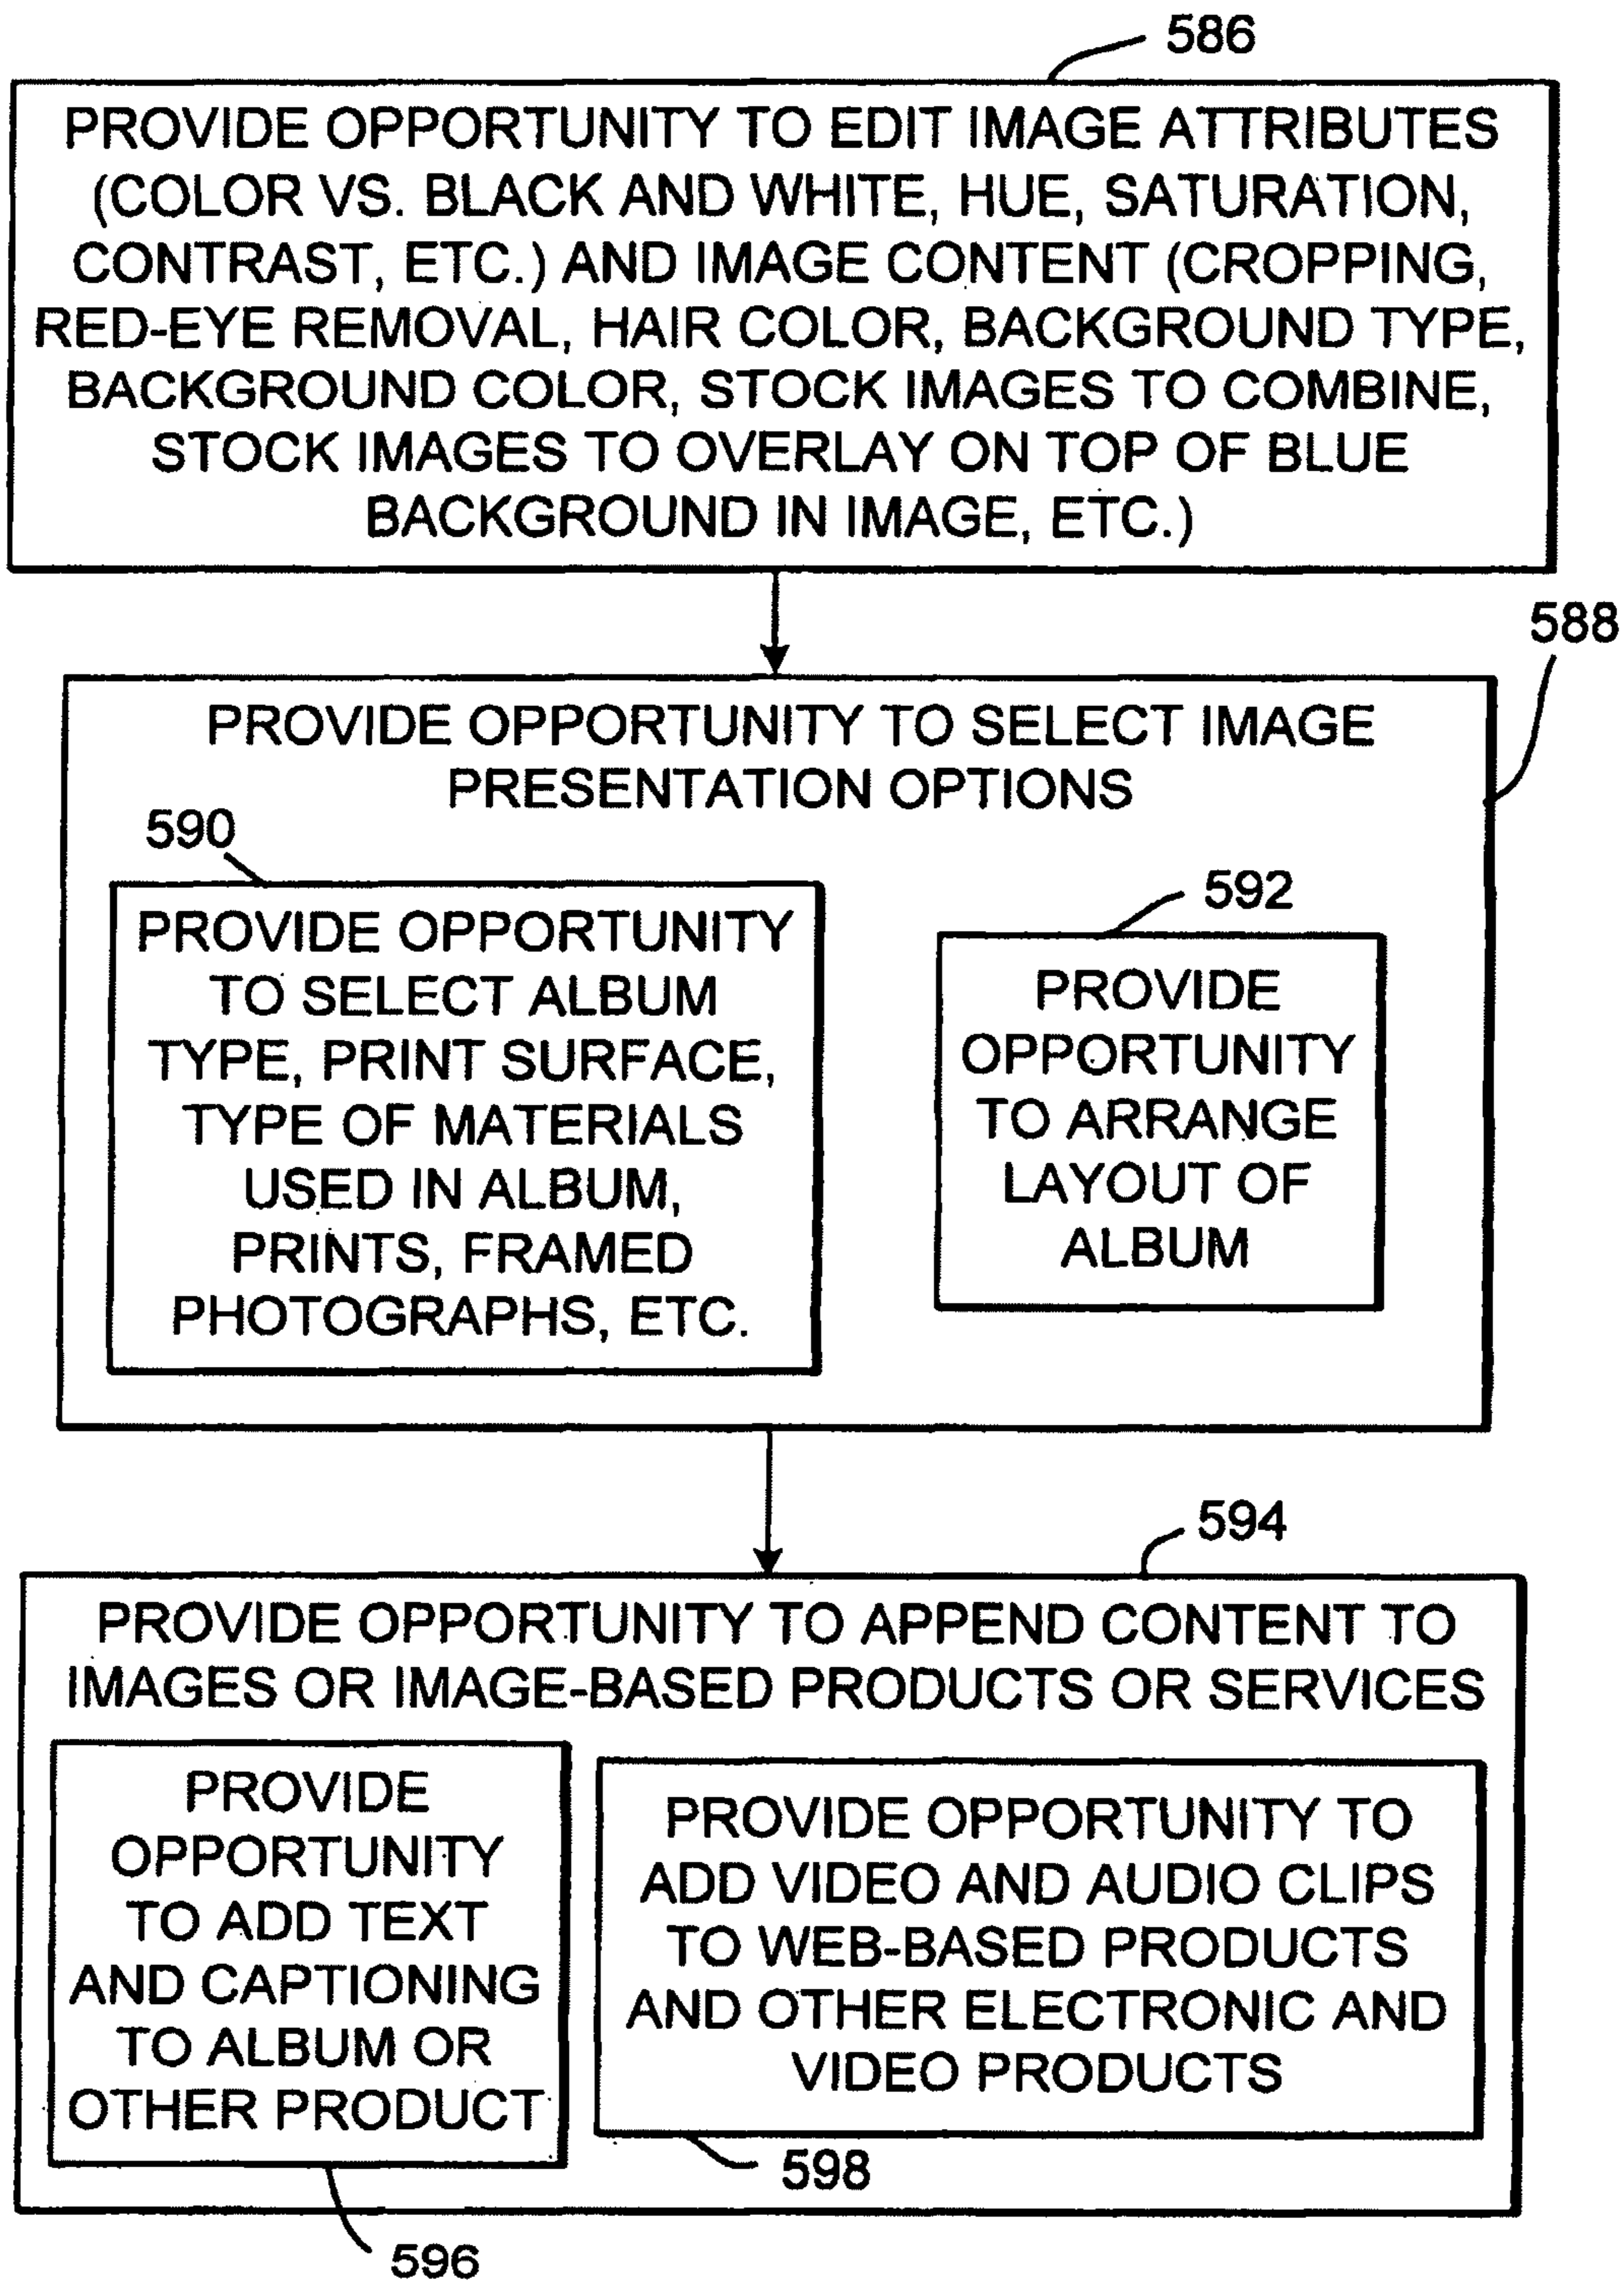 586
PROVIDE OPPORTUNITY TO EDIT IMAGE ATTRIBUTES
(COLOR VS. BLACK AND WHITE, HUE, SATURATION,
CONTRAST, ETC.) AND IMAGE CONTENT (CROPPING,
RED-EYE REMOVAL, HAIR COLOR, BACKGROUND TYPE,
BACKGROUND COLOR, STOCK IMAGES TO COMBINE,
STOCK IMAGES TO OVERLAY ON TOP OF BLUE
BACKGROUND IN IMAGE, ETC.)
588
PROVIDE OPPORTUNITY TO SELECT IMAGE
PRESENTATION OPTIONS
590
PROVIDE OPPORTUNITY
TO SELECT ALBUM
TYPE, PRINT SURFACE,
TYPE OF MATERIALS
USED IN ALBUM,
PRINTS, FRAMED
PHOTOGRAPHS, ETC.
592
PROVIDE
OPPORTUNITY
TO ARRANGE
LAYOUT OF
ALBUM
594
PROVIDE OPPORTUNITY TO APPEND CONTENT TO
IMAGES OR IMAGE-BASED PRODUCTS OR SERVICES
PROVIDE
OPPORTUNITY
TO ADD TEXT
AND CAPTIONING
TO ALBUM OR
OTHER PRODUCT
596
PROVIDE OPPORTUNITY TO
ADD VIDEO AND AUDIO CLIPS
TO WEB-BASED PRODUCTS
AND OTHER ELECTRONIC AND
VIDEO PRODUCTS
598